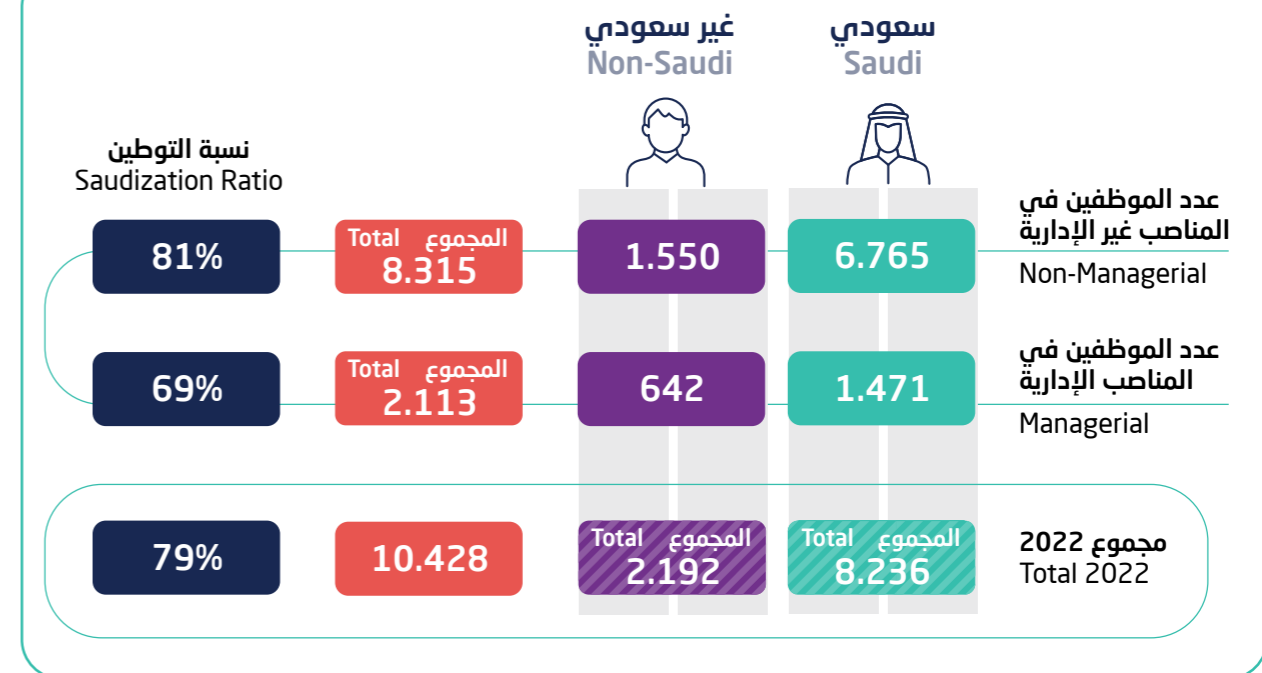 سعودي
Saudi
غير سعودي
Non-Saudi
نسبة التوطين
Saudization Ratio
عدد الموظفين في
المناصب غير الإدارية
Non-Managerial
6.765
1.550
المجموع Total
8.315
81%
عدد الموظفين في
المناصب الإدارية
Managerial
1.471
642
المجموع Total
2.113
69%
مجموع 2022
Total 2022
المجموع Total
8.236
المجموع Total
2.192
10.428
79%